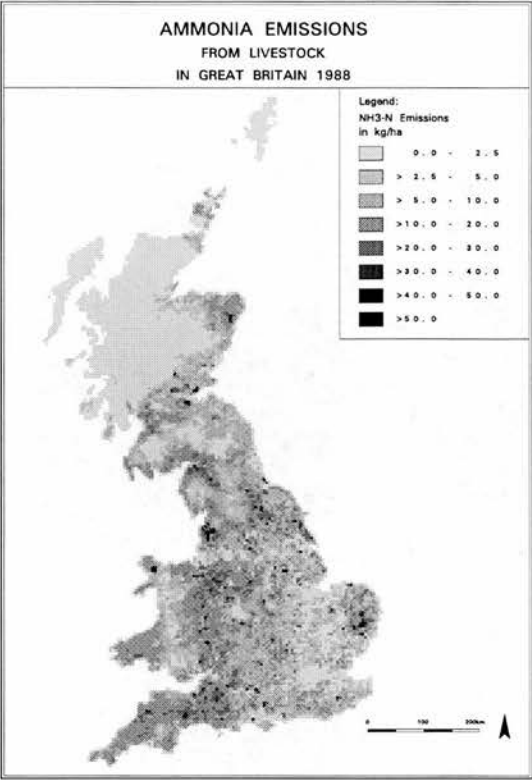 AMMONIA EMISSIONS
FROM LIVESTOCK
IN GREAT BRITAIN 1988
Legend:
NH3-N Emissions
in kg/ha
0.0 - 2.5
>2.5 - 5.0
>5.0 - 10.0
>10.0 - 20.0
>20.0 - 30.0
>30.0 - 40.0
>40.0 - 50.0
>50.0
0 100 200km